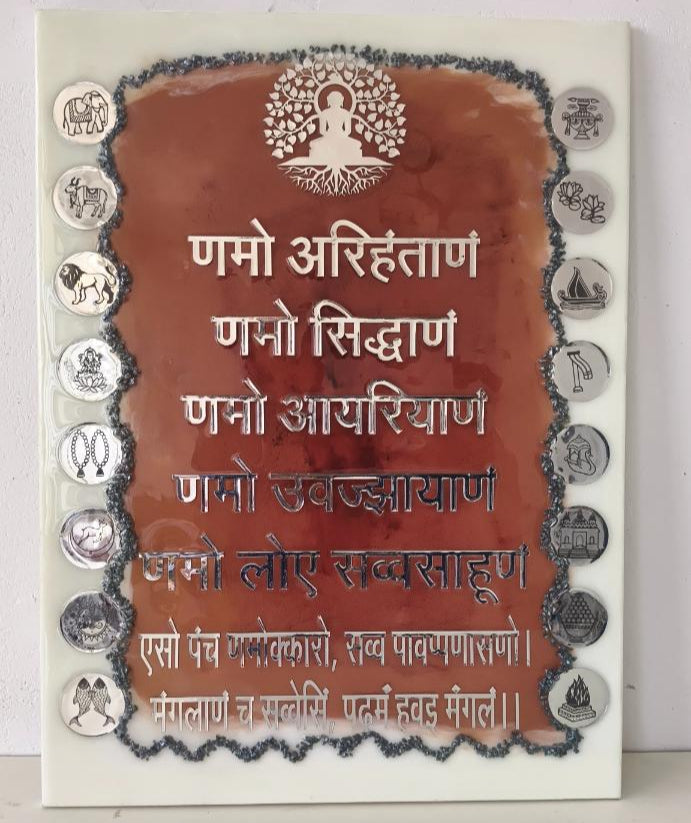 णमो अरिहंताणं
णमो सिद्धाणं
णमो आयरियाणं
णमो उवज्झायाणं
णमो लोए सव्वसाहूणं
एसो पंच णमोक्कारो, सव्व पावप्पणासणो।
मंगलाणं च सव्वेसिं, पढमं हवइ मंगलं।।